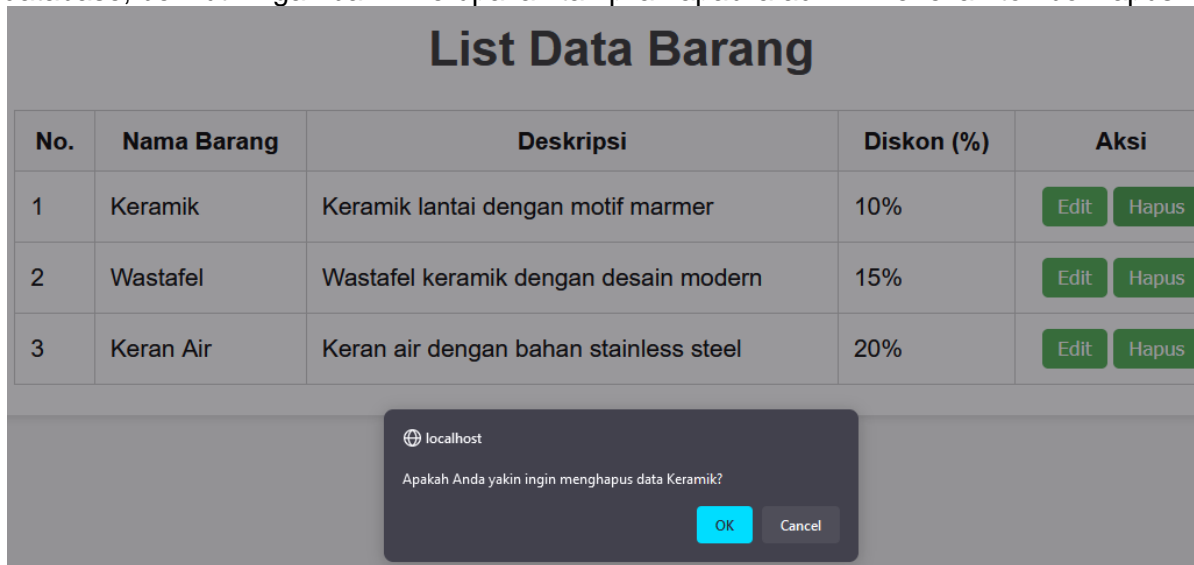 List Data Barang
No. Nama Barang Deskripsi Diskon (%) Aksi
1 Keramik Keramik lantai dengan motif marmer 10% Edit Hapus
2 Wastafel Wastafel keramik dengan desain modern 15% Edit Hapus
3 Keran Air Keran air dengan bahan stainless steel 20% Edit Hapus
localhost
Apakah Anda yakin ingin menghapus data Keramik?
OK Cancel